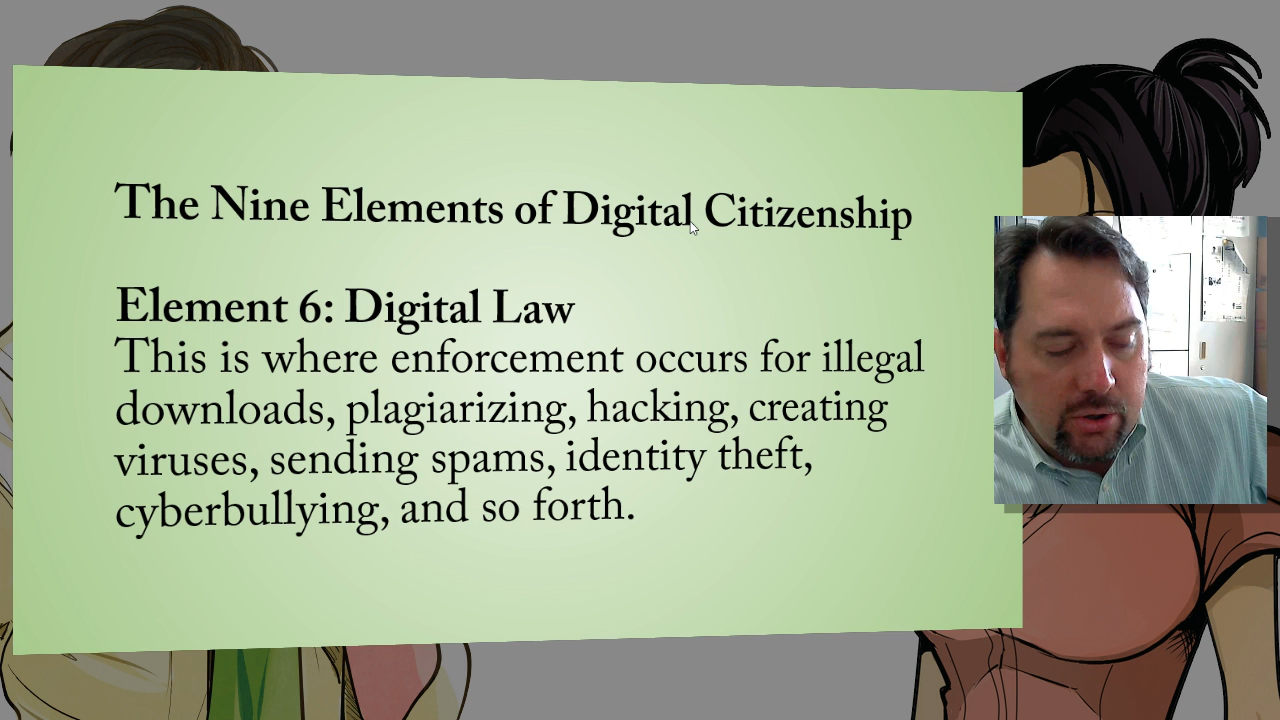 The Nine Elements of Digital Citizenship
Element 6: Digital Law
This is where enforcement occurs for illegal
downloads, plagiarizing, hacking, creating
viruses, sending spams, identity theft,
cyberbullying, and so forth.